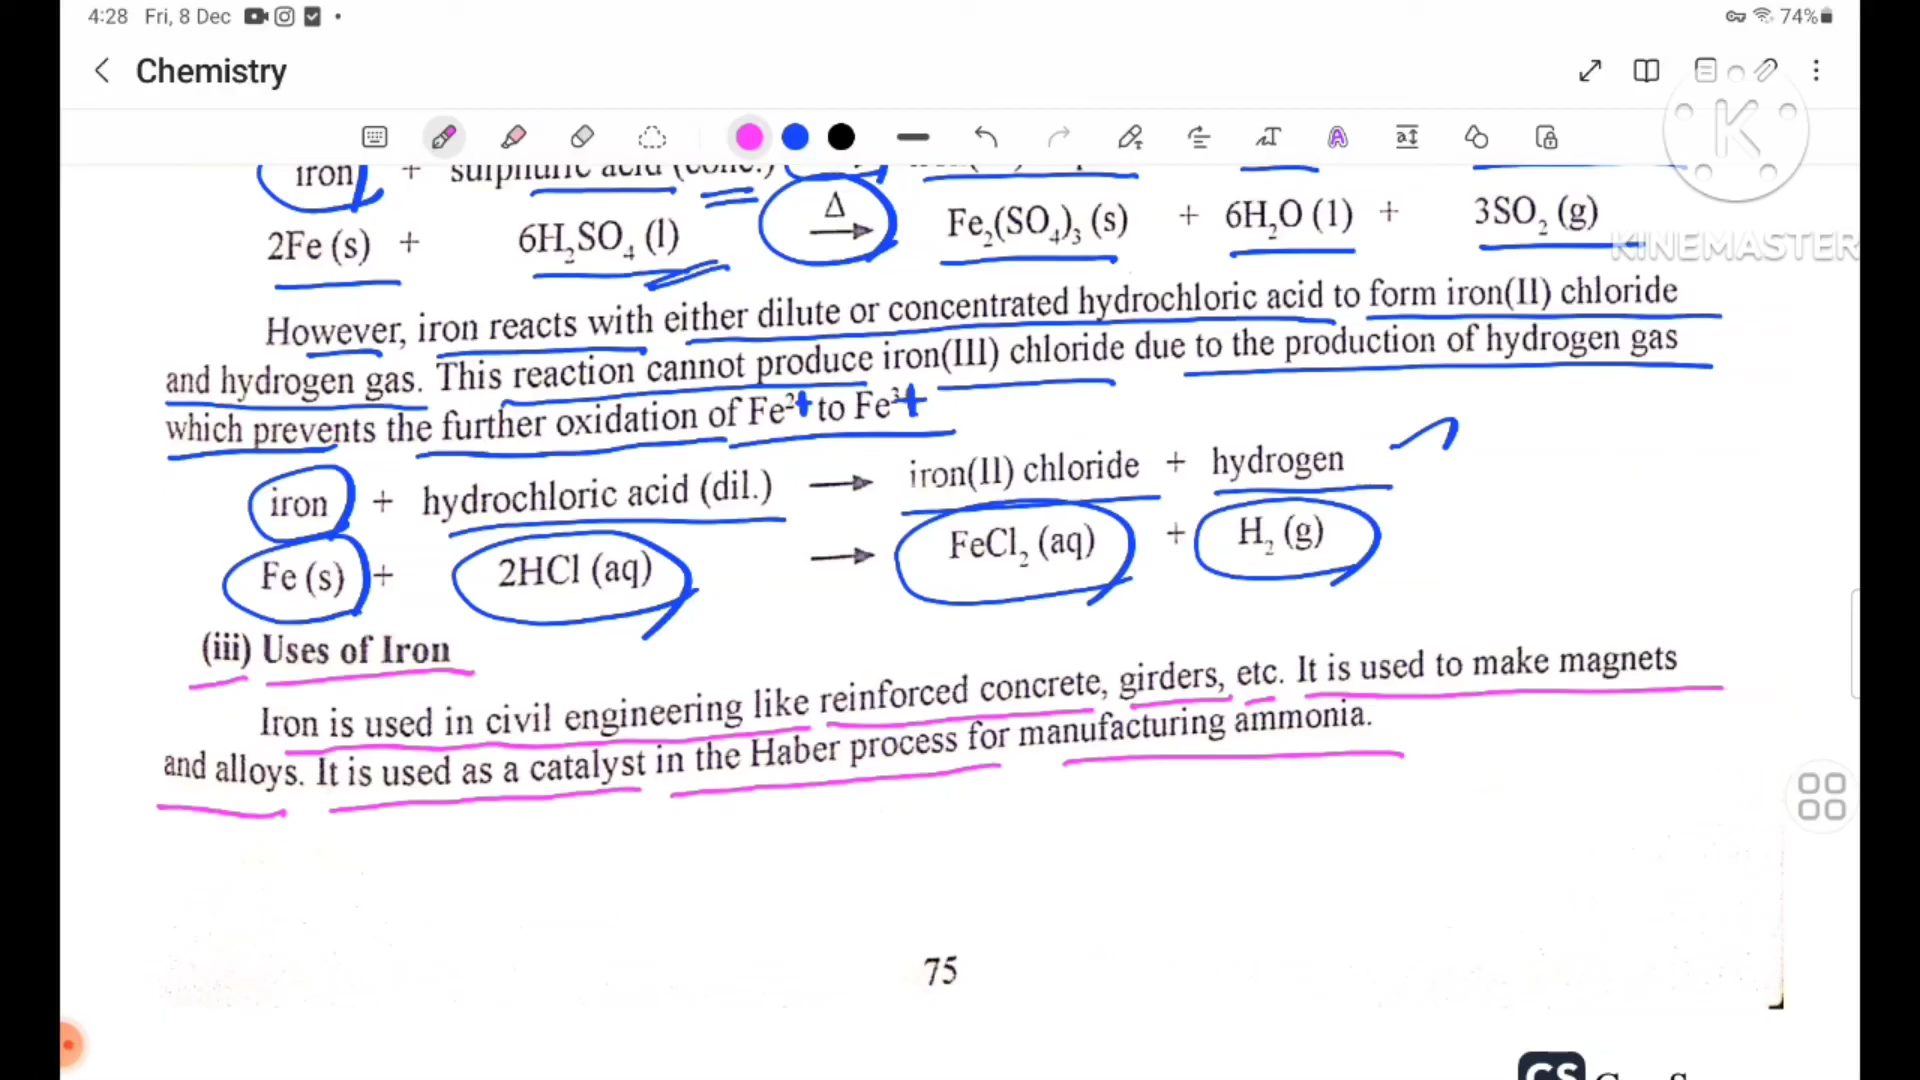 4:28 Fri, 8 Dec
74%
Chemistry
K
KINEMASTER
iron + sulphuric acid (conc.)
2Fe (s) + 6H₂SO₄ (l) Δ → Fe₂(SO₄)₃ (s) + 6H₂O (l) + 3SO₂ (g)
However, iron reacts with either dilute or concentrated hydrochloric acid to form iron(II) chloride
and hydrogen gas. This reaction cannot produce iron(III) chloride due to the production of hydrogen gas
which prevents the further oxidation of Fe²⁺ to Fe³⁺
iron + hydrochloric acid (dil.) → iron(II) chloride + hydrogen
Fe (s) + 2HCl (aq) → FeCl₂ (aq) + H₂ (g)
(iii) Uses of Iron
Iron is used in civil engineering like reinforced concrete, girders, etc. It is used to make magnets
and alloys. It is used as a catalyst in the Haber process for manufacturing ammonia.
75
CS